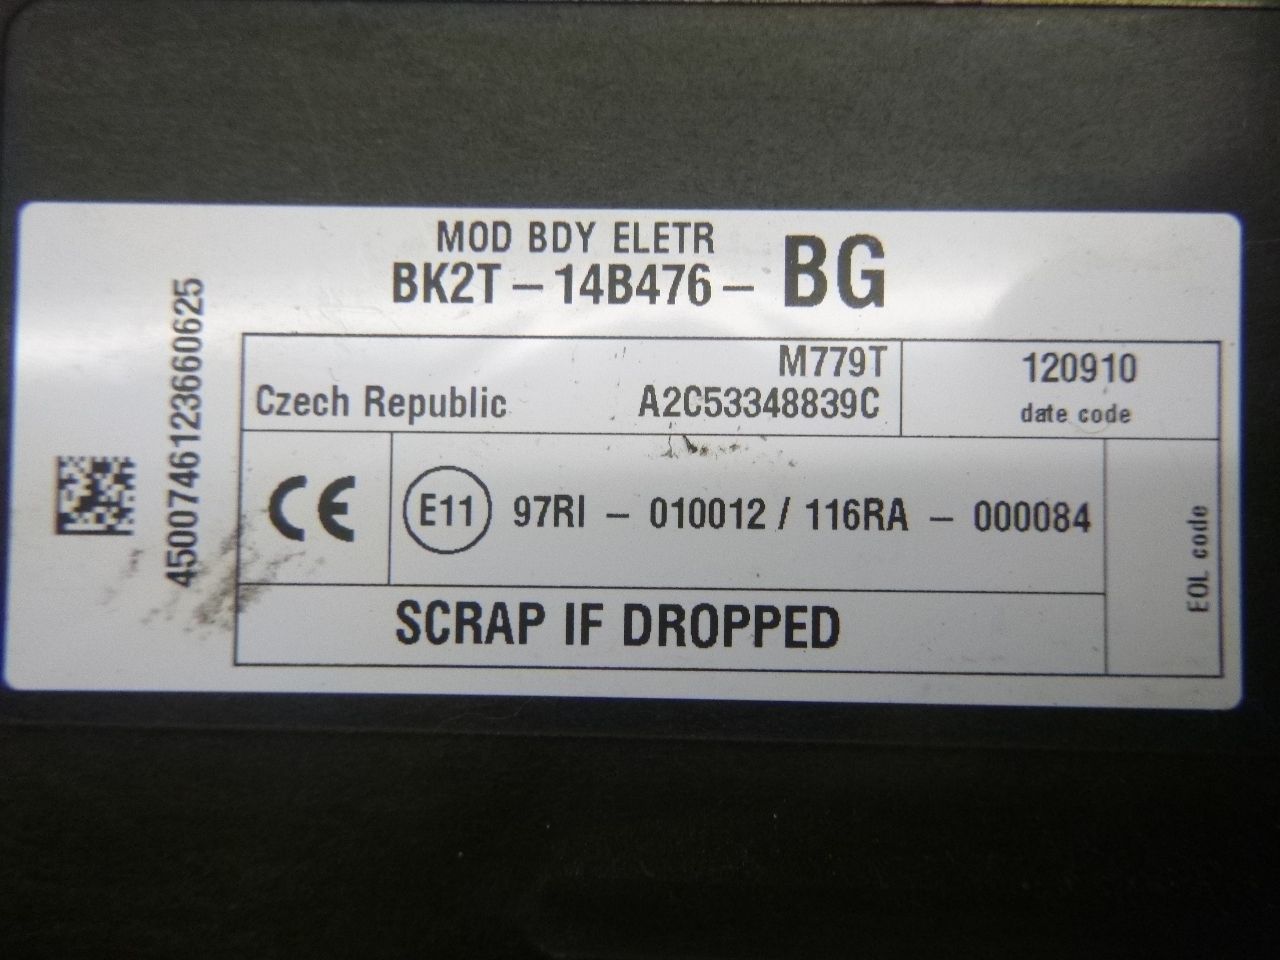 MOD BDY ELETR
BK2T – 14B476 – BG
45007461123660625
M779T
Czech Republic A2C53348839C
120910
date code
CE E11 97RI – 010012 / 116RA – 000084
EOL code
SCRAP IF DROPPED